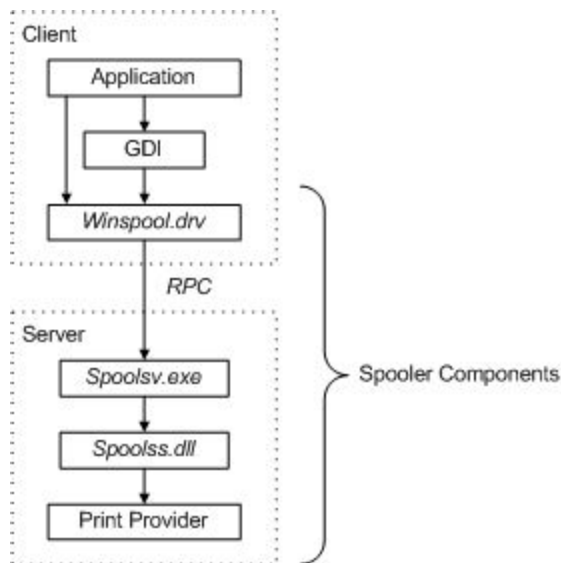 Client
Application
GDI
Winspool.drv
RPC
Server
Spoolsv.exe
Spoolss.dll
Print Provider
Spooler Components